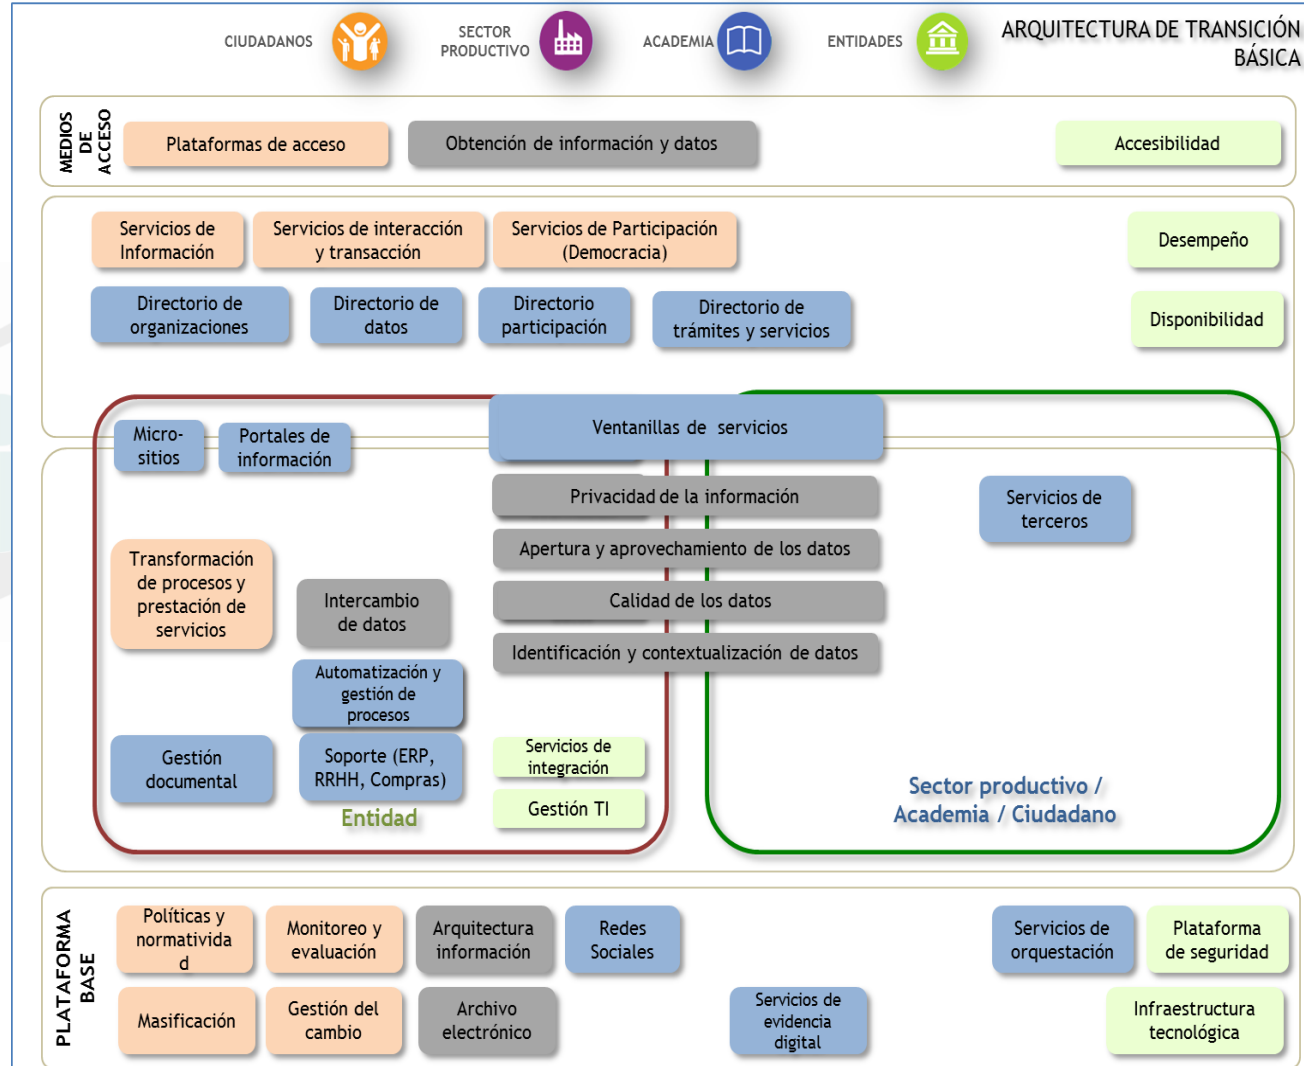 CIUDADANOS
SECTOR
PRODUCTIVO
ACADEMIA
ENTIDADES
ARQUITECTURA DE TRANSICIÓN
BÁSICA
MEDIOS
DE
ACCESO
Plataformas de acceso
Obtención de información y datos
Accesibilidad
Servicios de
Información
Servicios de interacción
y transacción
Servicios de Participación
(Democracia)
Desempeño
Directorio de
organizaciones
Directorio de
datos
Directorio
participación
Directorio de
trámites y servicios
Disponibilidad
Micro-
sitios
Portales de
información
Ventanillas de servicios
Privacidad de la información
Servicios de
terceros
Apertura y aprovechamiento de los datos
Transformación
de procesos y
prestación de
servicios
Intercambio
de datos
Calidad de los datos
Identificación y contextualización de datos
Automatización y
gestión de
procesos
Gestión
documental
Soporte (ERP,
RRHH, Compras)
Servicios de
integración
Gestión TI
Entidad
Sector productivo /
Academia / Ciudadano
PLATAFORMA
BASE
Políticas y
normativida
d
Monitoreo y
evaluación
Arquitectura
información
Redes
Sociales
Servicios de
orquestación
Plataforma
de seguridad
Masificación
Gestión del
cambio
Archivo
electrónico
Servicios de
evidencia
digital
Infraestructura
tecnológica